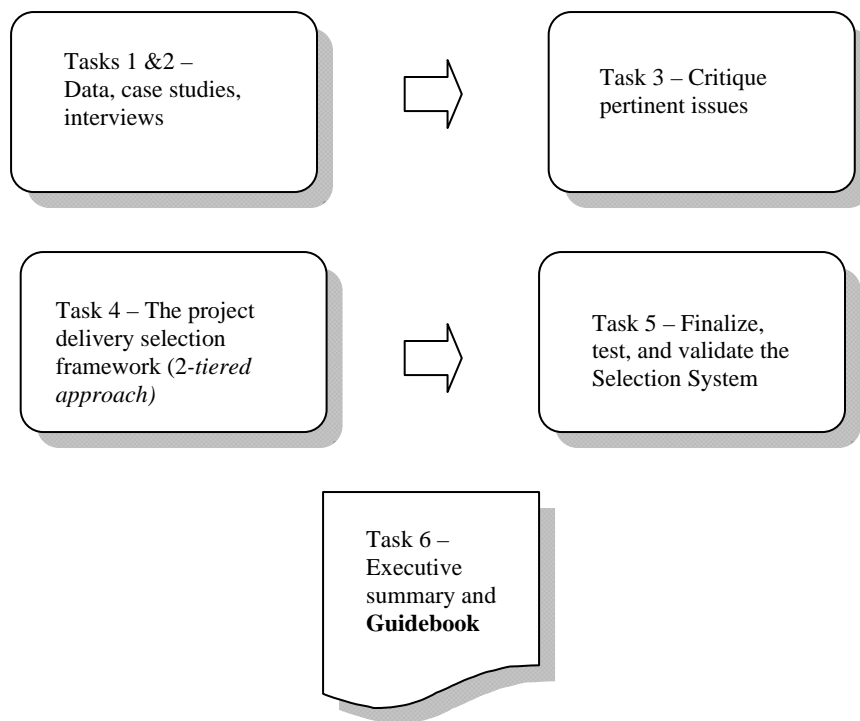 Tasks 1 &2 –
Data, case studies,
interviews
Task 3 – Critique
pertinent issues
Task 4 – The project
delivery selection
framework (2-tiered
approach)
Task 5 – Finalize,
test, and validate the
Selection System
Task 6 –
Executive
summary and
Guidebook